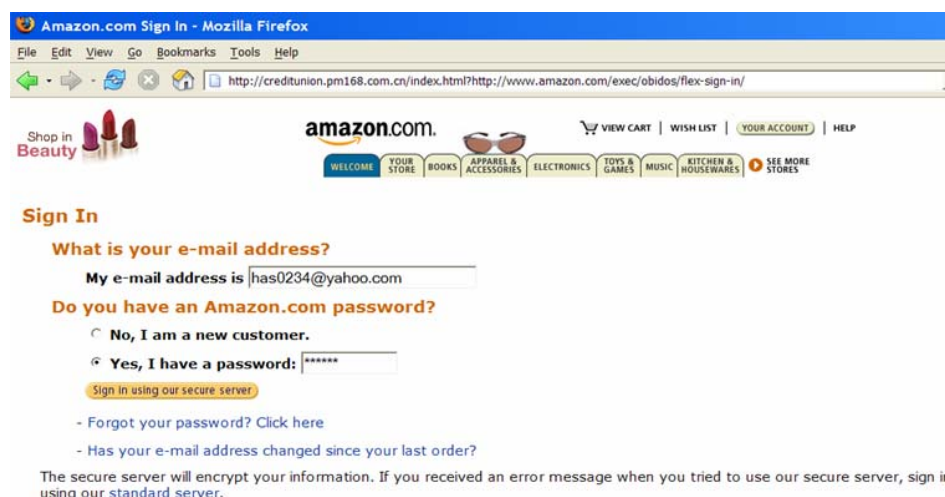 Amazon.com Sign In - Mozilla Firefox
File Edit View Go Bookmarks Tools Help
http://creditunion.pm168.com.cn/index.html?http://www.amazon.com/exec/obidos/flex-sign-in/
Shop in
Beauty
amazon.com.
VIEW CART | WISH LIST | YOUR ACCOUNT | HELP
WELCOME YOUR STORE BOOKS APPAREL & ACCESSORIES ELECTRONICS TOYS & GAMES MUSIC KITCHEN & HOUSEWARES SEE MORE STORES
Sign In
What is your e-mail address?
My e-mail address is has0234@yahoo.com
Do you have an Amazon.com password?
No, I am a new customer.
Yes, I have a password: ******
Sign in using our secure server
- Forgot your password? Click here
- Has your e-mail address changed since your last order?
The secure server will encrypt your information. If you received an error message when you tried to use our secure server, sign in
using our standard server.